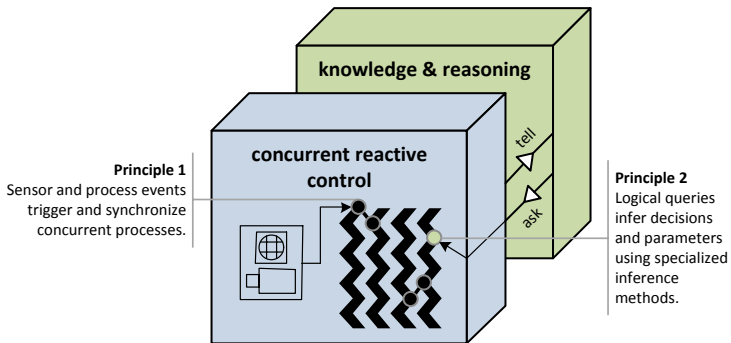 knowledge & reasoning
tell
ask
concurrent reactive
control
Principle 1
Sensor and process events
trigger and synchronize
concurrent processes.
Principle 2
Logical queries
infer decisions
and parameters
using specialized
inference
methods.